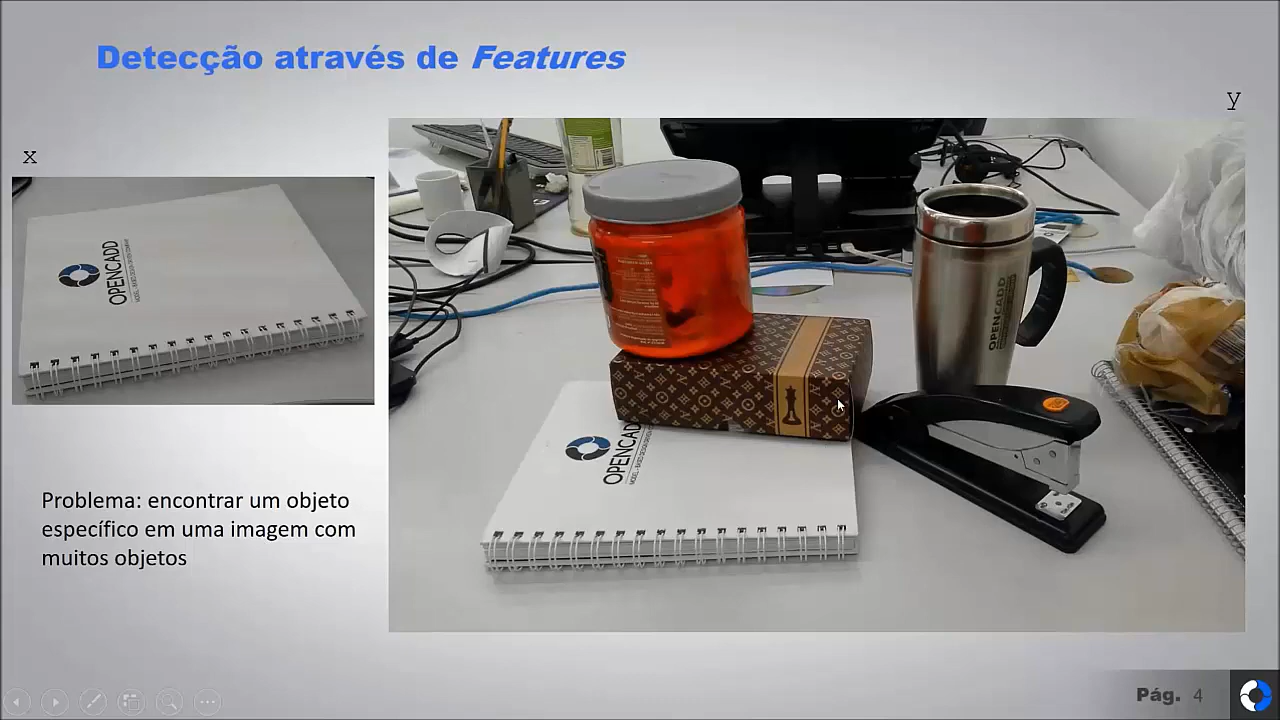 Detecção através de Features
y
x
OPENCADD
OPENCADD
OPENCADD
Problema: encontrar um objeto
específico em uma imagem com
muitos objetos
Pág. 4